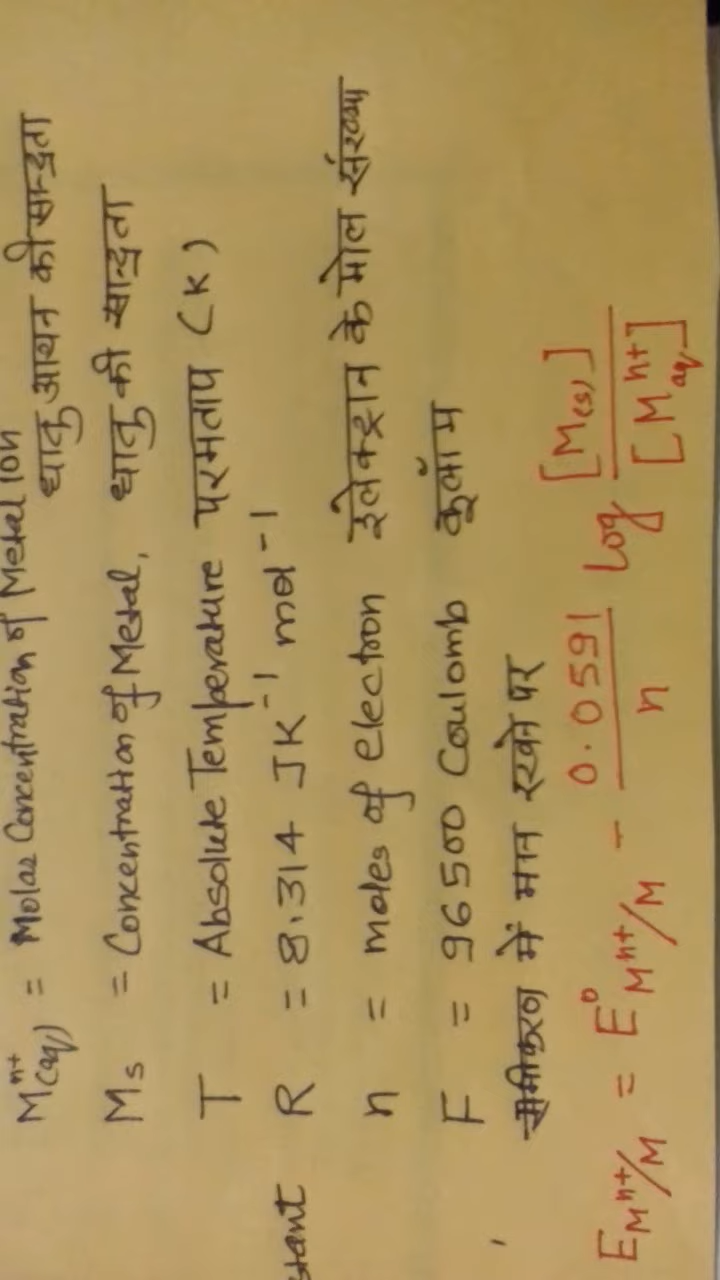 M^n+(aq) = Molar Concentration of Metal ion
धातु आयन की सान्द्रता
Ms = Concentration of Metal, धातु की सान्द्रता
T = Absolute Temperature परमताप (K)
R = 8.314 JK^-1 mol^-1
n = moles of electron इलेक्ट्रान के मोल संख्या
F = 96500 Coulomb कूलॉम
समीकरण में मान रखने पर
E M^n+/M = E^0 M^n+/M - 0.0591/n log [M(s)]/[M^n+ aq.]